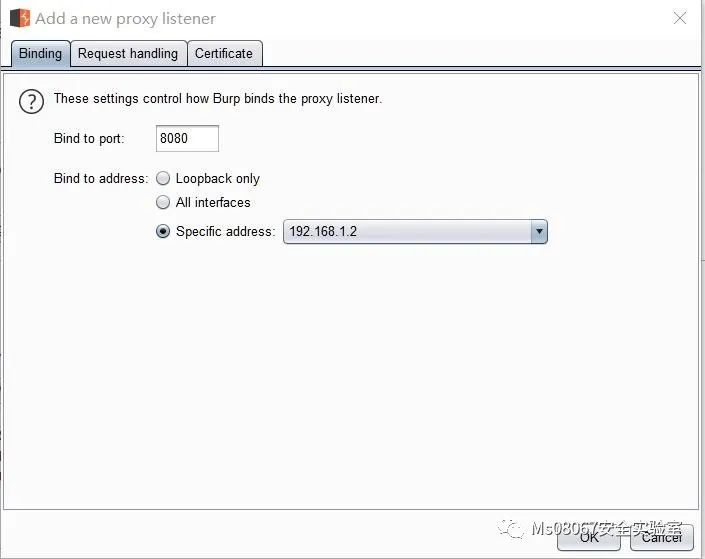 Add a new proxy listener
Binding Request handling Certificate
These settings control how Burp binds the proxy listener.
Bind to port: 8080
Bind to address: Loopback only
All interfaces
Specific address: 192.168.1.2
Ms08067安全实验室
OK Cancel